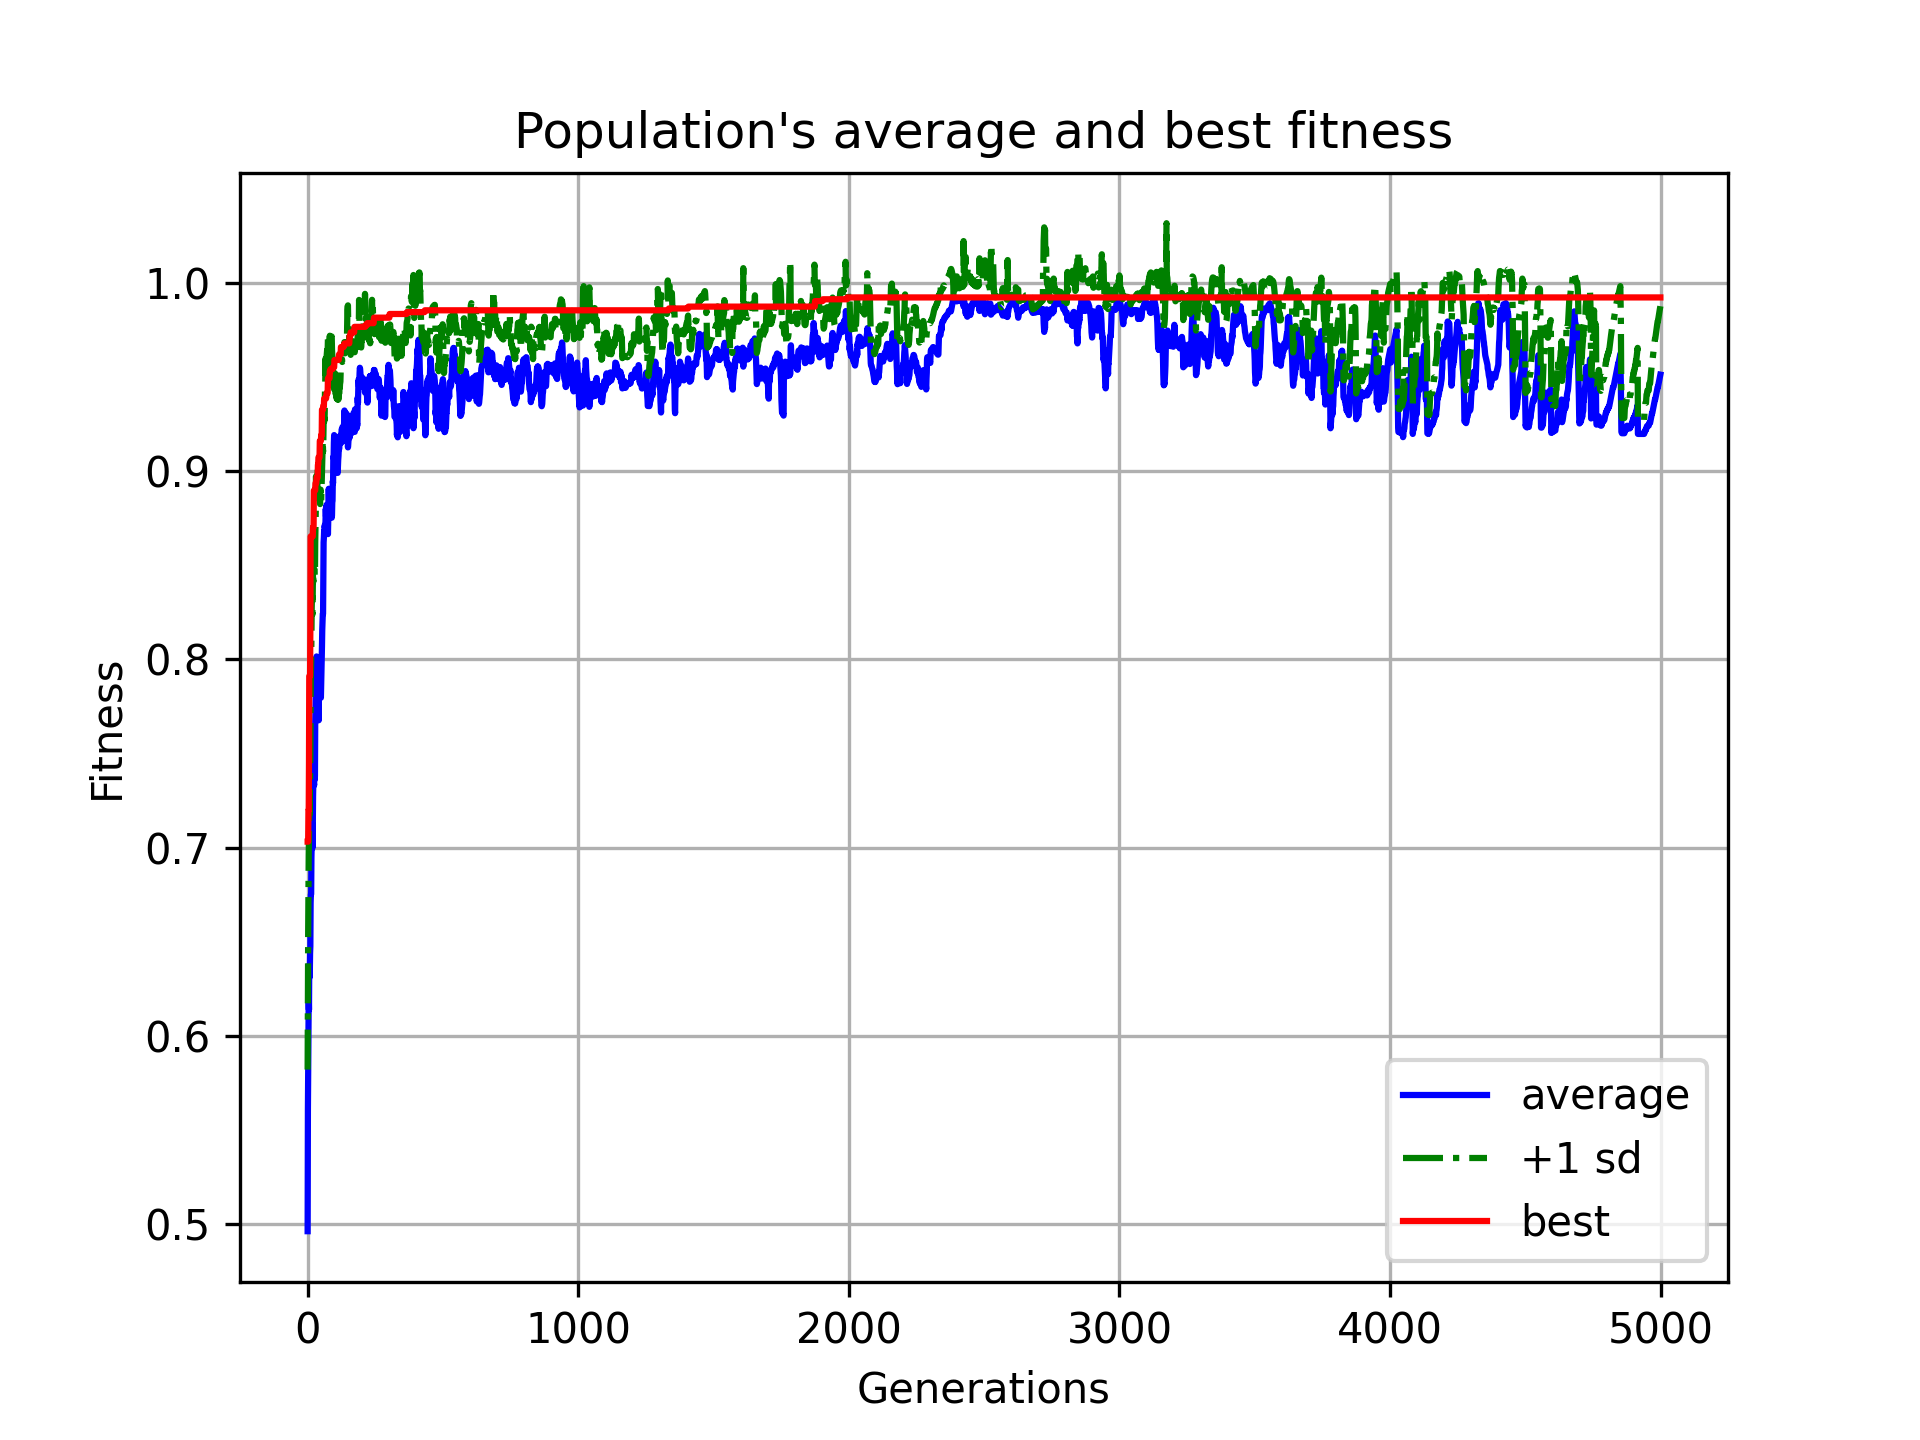 Population's average and best fitness
Fitness
1.0
0.9
0.8
0.7
0.6
0.5
0 1000 2000 3000 4000 5000
Generations
average
+1 sd
best